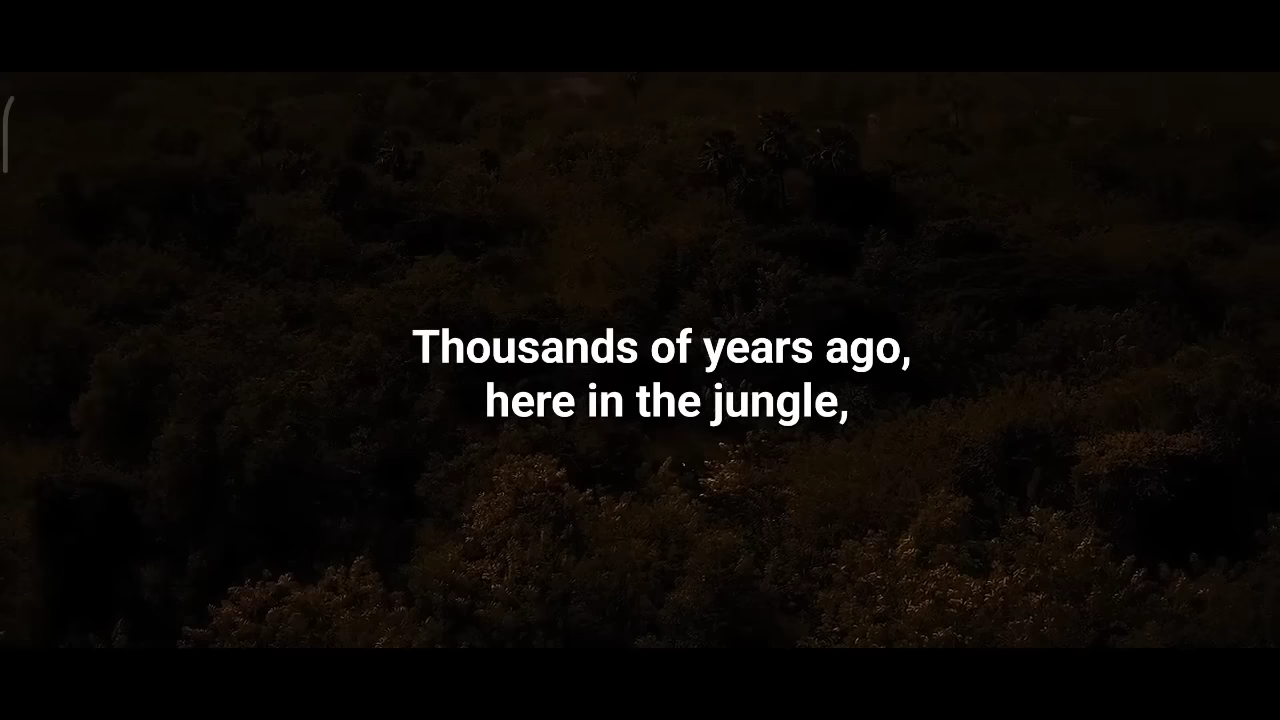 Thousands of years ago,
here in the jungle,